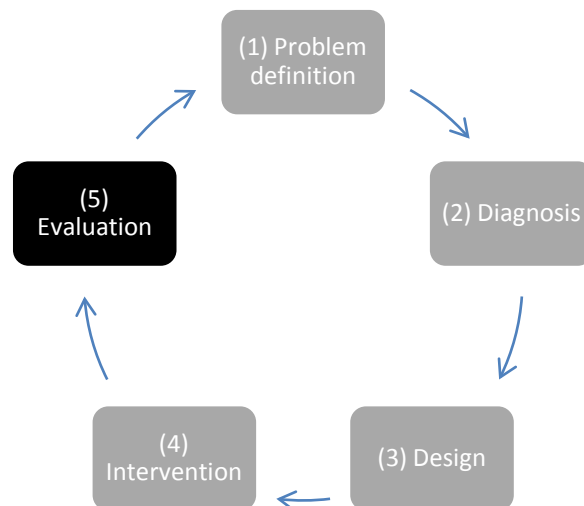 (1) Problem
definition
(2) Diagnosis
(3) Design
(4)
Intervention
(5)
Evaluation